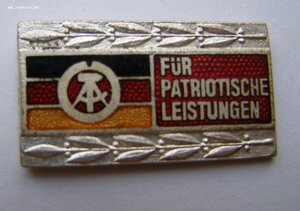 FÜR
PATRIOTISCHE
LEISTUNGEN